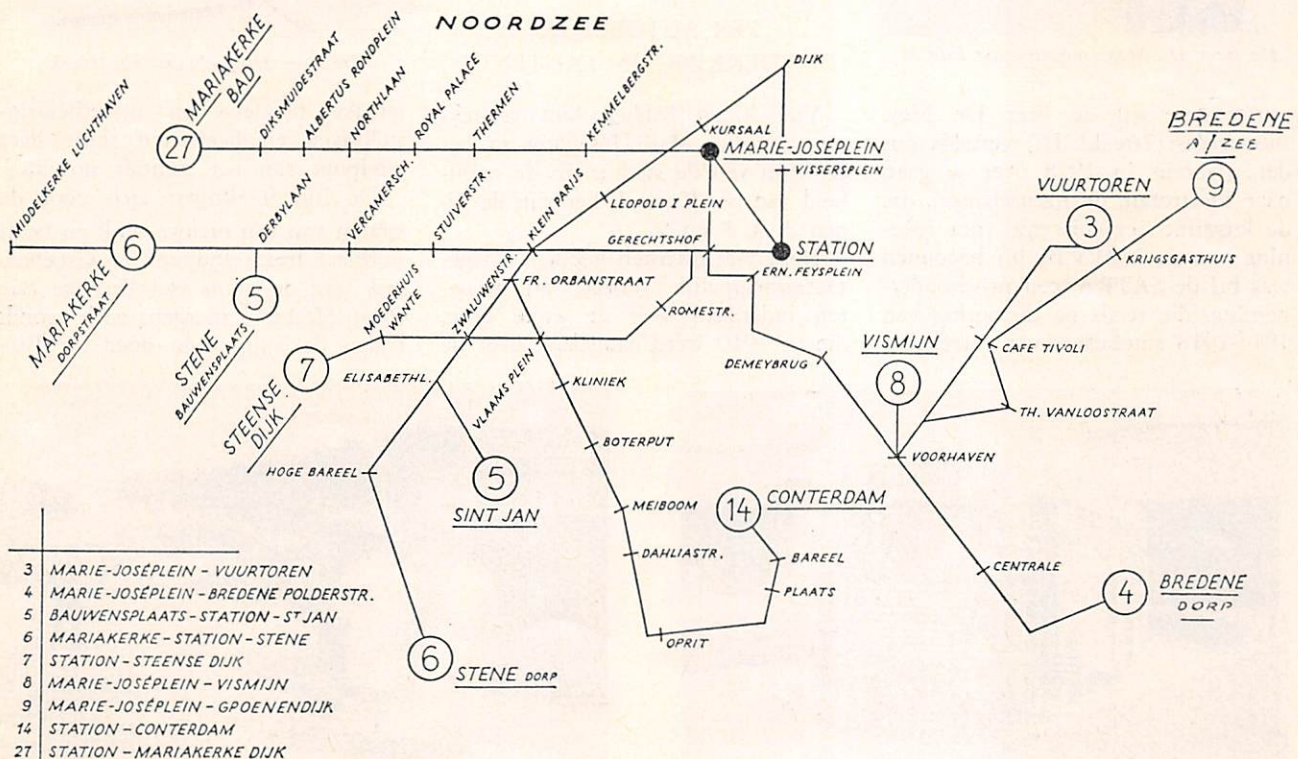 NOORDZEE
MIDDELKERKE LUCHTHAVEN
27
MARIAKERKE
BAD
DIKSMUIDESTRAAT
ALBERTUS RONDPLEIN
NORTHLAAN
ROYAL PALACE
THERMEN
KEMMELBERGSTR.
DIJK
KURSAAL
MARIE-JOSÉPLEIN
VISSERSPLEIN
BREDENE
A/ZEE
9
VUURTOREN
3
6
MARIAKERKE
DORPSTRAAT
DERBYLAAN
VERCAMERSCH.
STUIVERSTR.
KLEIN PARIJS
LEOPOLD I PLEIN
GERECHTSHOF
STATION
KRIJGSGASTHUIS
5
STENE
BAUWENSPLAATS
MOEDERHUIS
WANTE
ZWALUWENSTR.
FR. ORBANSTRAAT
ERN. FEYSPLEIN
ROMESTR.
7
STEENSE
DIJK
ELISABETHL.
VLAAMS PLEIN
KLINIEK
DEMEYBRUG
VISMIJN
8
CAFE TIVOLI
TH. VANLOOSTRAAT
HOGE BAREEL
5
SINT JAN
BOTERPUT
VOORHAVEN
MEIBOOM
14
CONTERDAM
DAHLIASTR.
BAREEL
PLAATS
CENTRALE
4
BREDENE
DORP
OPRIT
6
STENE DORP
3 MARIE-JOSÉPLEIN - VUURTOREN
4 MARIE-JOSÉPLEIN - BREDENE POLDERSTR.
5 BAUWENSPLAATS - STATION - ST JAN
6 MARIAKERKE - STATION - STENE
7 STATION - STEENSE DIJK
8 MARIE-JOSÉPLEIN - VISMIJN
9 MARIE-JOSÉPLEIN - GPOENENDIJK
14 STATION - CONTERDAM
27 STATION - MARIAKERKE DIJK